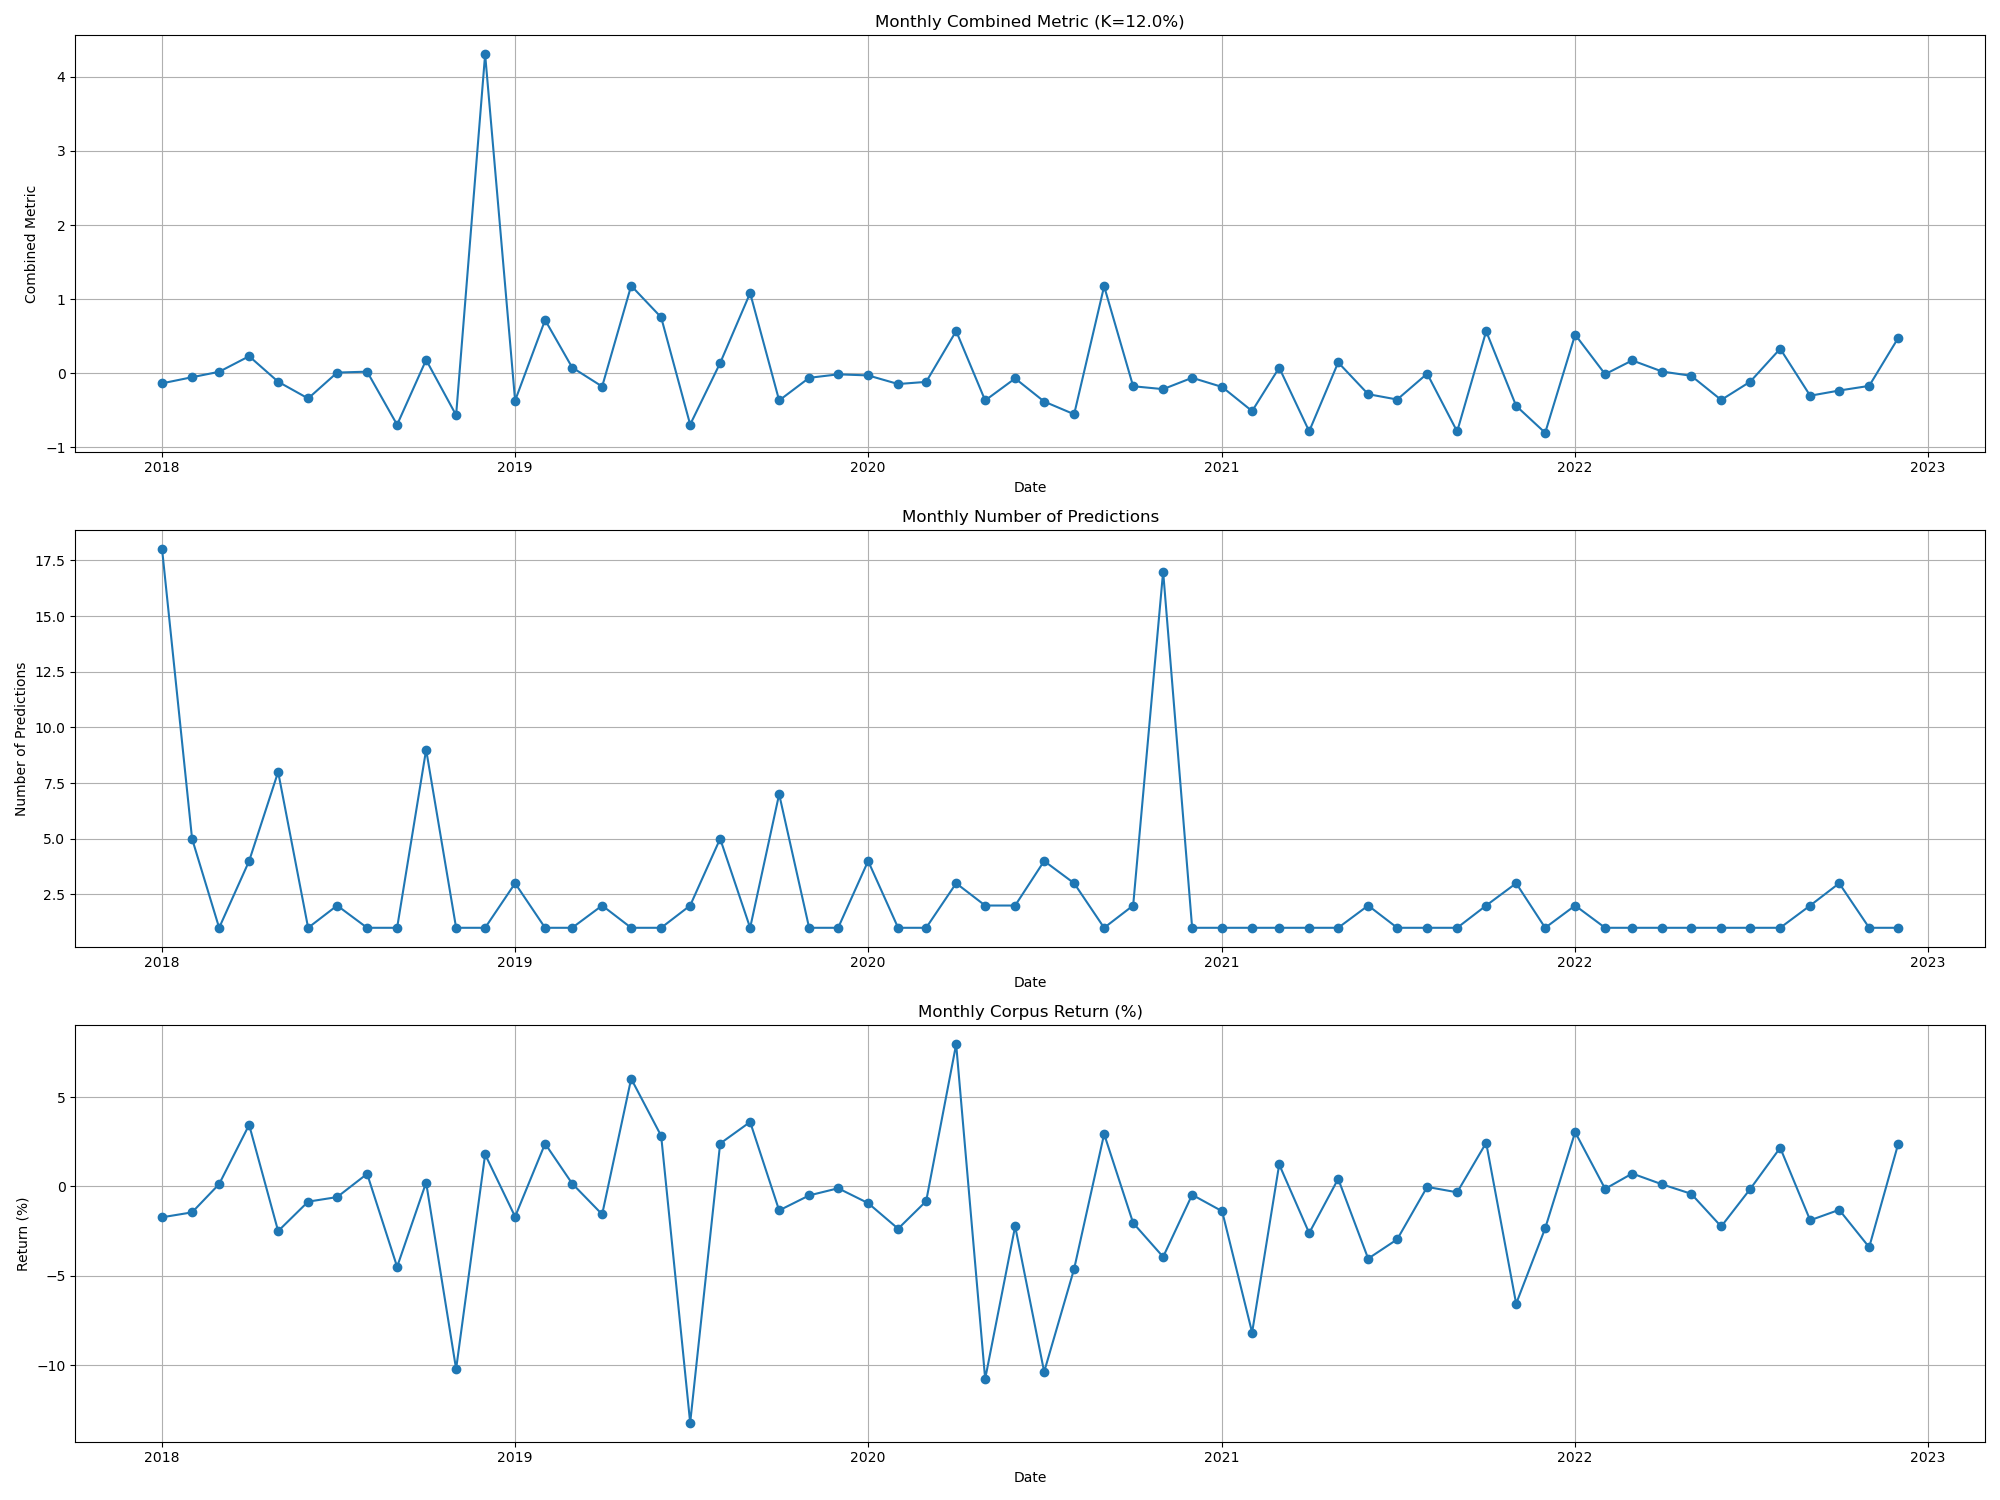 Monthly Combined Metric (K=12.0%)
Combined Metric
4
3
2
1
0
−1
2018 2019 2020 2021 2022 2023
Date
Monthly Number of Predictions
Number of Predictions
17.5
15.0
12.5
10.0
7.5
5.0
2.5
2018 2019 2020 2021 2022 2023
Date
Monthly Corpus Return (%)
Return (%)
5
0
−5
−10
2018 2019 2020 2021 2022 2023
Date